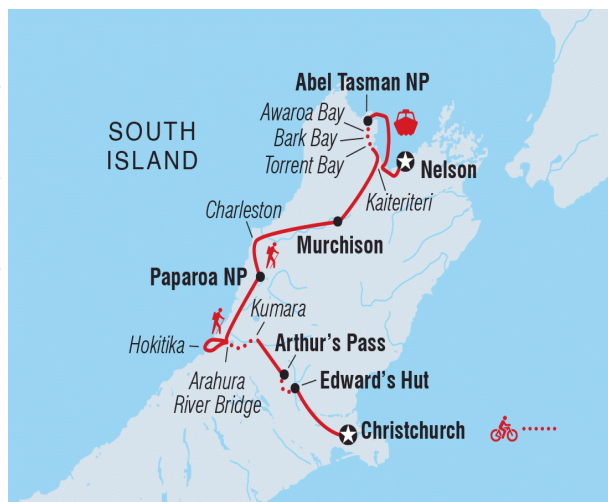 Abel Tasman NP
Awaroa Bay
Bark Bay
Torrent Bay
SOUTH
ISLAND
Nelson
Kaiteriteri
Charleston
Murchison
Paparoa NP
Kumara
Hokitika
Arthur's Pass
Arahura
River Bridge
Edward's Hut
Christchurch